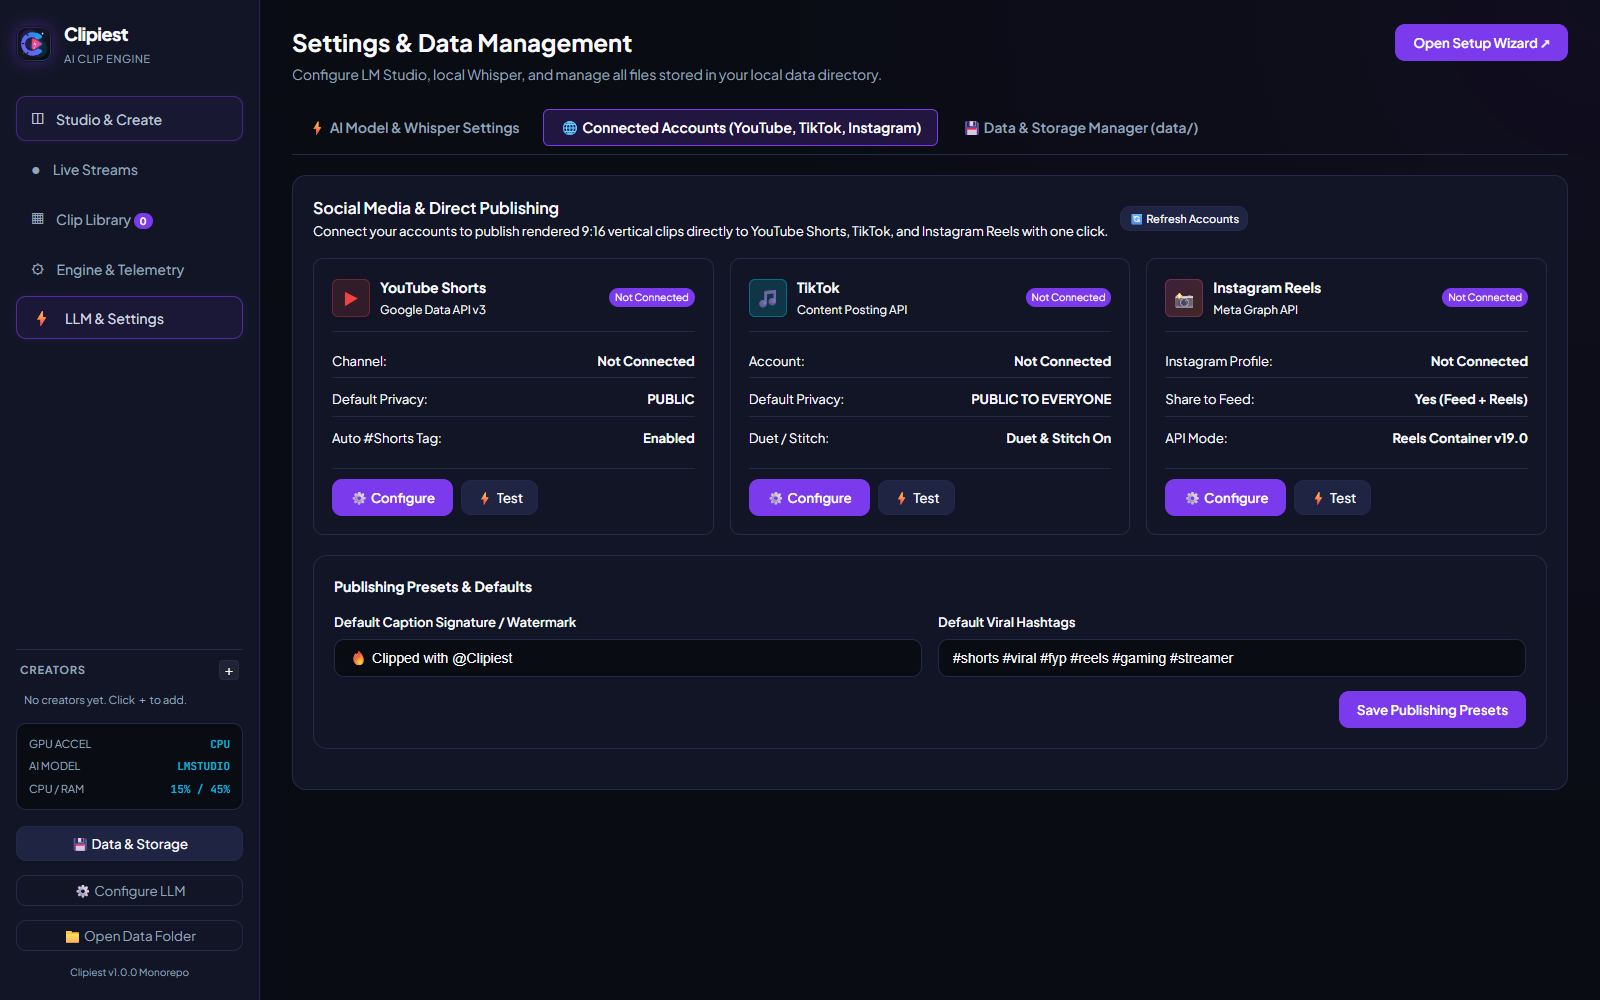 Clipiest
AI CLIP ENGINE
Studio & Create
Live Streams
Clip Library 0
Engine & Telemetry
LLM & Settings
CREATORS +
No creators yet. Click + to add.
GPU ACCEL CPU
AI MODEL LMSTUDIO
CPU / RAM 15% / 45%
Data & Storage
Configure LLM
Open Data Folder
Clipiest v1.0.0 Monorepo
Settings & Data Management
Configure LM Studio, local Whisper, and manage all files stored in your local data directory.
Open Setup Wizard ↗
AI Model & Whisper Settings
Connected Accounts (YouTube, TikTok, Instagram)
Data & Storage Manager (data/)
Social Media & Direct Publishing
Connect your accounts to publish rendered 9:16 vertical clips directly to YouTube Shorts, TikTok, and Instagram Reels with one click.
Refresh Accounts
YouTube Shorts
Google Data API v3
Not Connected
Channel: Not Connected
Default Privacy: PUBLIC
Auto #Shorts Tag: Enabled
Configure
Test
TikTok
Content Posting API
Not Connected
Account: Not Connected
Default Privacy: PUBLIC TO EVERYONE
Duet / Stitch: Duet & Stitch On
Configure
Test
Instagram Reels
Meta Graph API
Not Connected
Instagram Profile: Not Connected
Share to Feed: Yes (Feed + Reels)
API Mode: Reels Container v19.0
Configure
Test
Publishing Presets & Defaults
Default Caption Signature / Watermark
🔥 Clipped with @Clipiest
Default Viral Hashtags
#shorts #viral #fyp #reels #gaming #streamer
Save Publishing Presets